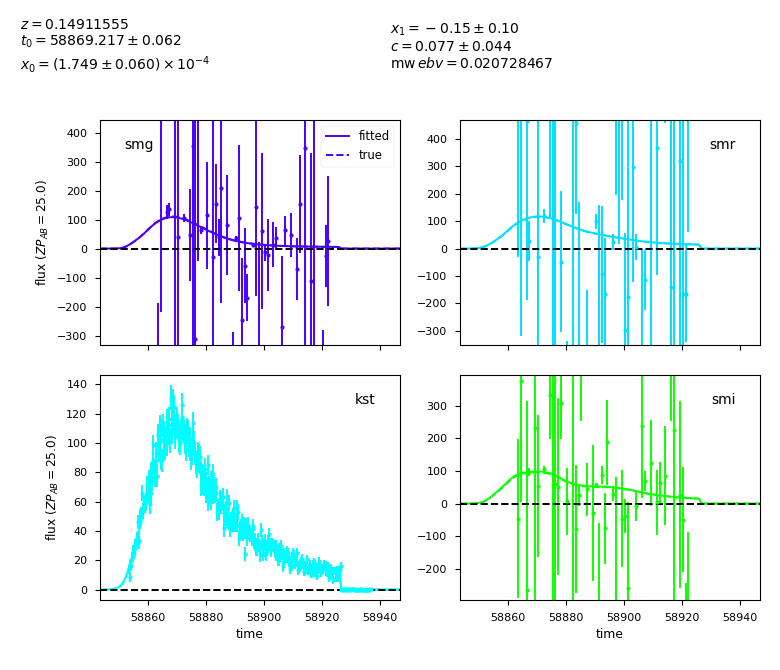 z = 0.14911555
t0 = 58869.217 ± 0.062
x0 = (1.749 ± 0.060) × 10^−4
x1 = −0.15 ± 0.10
c = 0.077 ± 0.044
mw ebv = 0.020728467
smg
fitted
true
flux (ZP_AB = 25.0)
400
300
200
100
0
−100
−200
−300
smr
400
300
200
100
0
−100
−200
−300
kst
flux (ZP_AB = 25.0)
140
120
100
80
60
40
20
0
58860 58880 58900 58920 58940
time
smi
300
200
100
0
−100
−200
58860 58880 58900 58920 58940
time